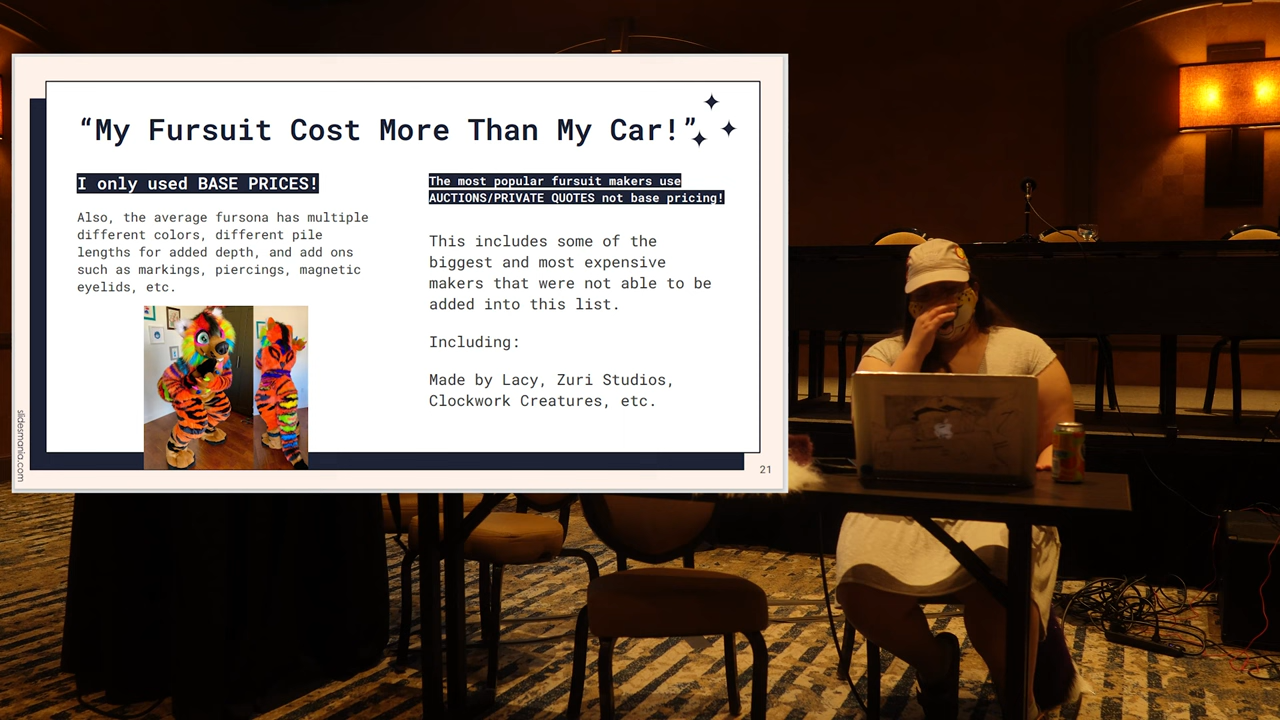 “My Fursuit Cost More Than My Car!”
I only used BASE PRICES!
Also, the average fursona has multiple
different colors, different pile
lengths for added depth, and add ons
such as markings, piercings, magnetic
eyelids, etc.
The most popular fursuit makers use
AUCTIONS/PRIVATE QUOTES not base pricing!
This includes some of the
biggest and most expensive
makers that were not able to be
added into this list.
Including:
Made by Lacy, Zuri Studios,
Clockwork Creatures, etc.
slidesmania.com
21